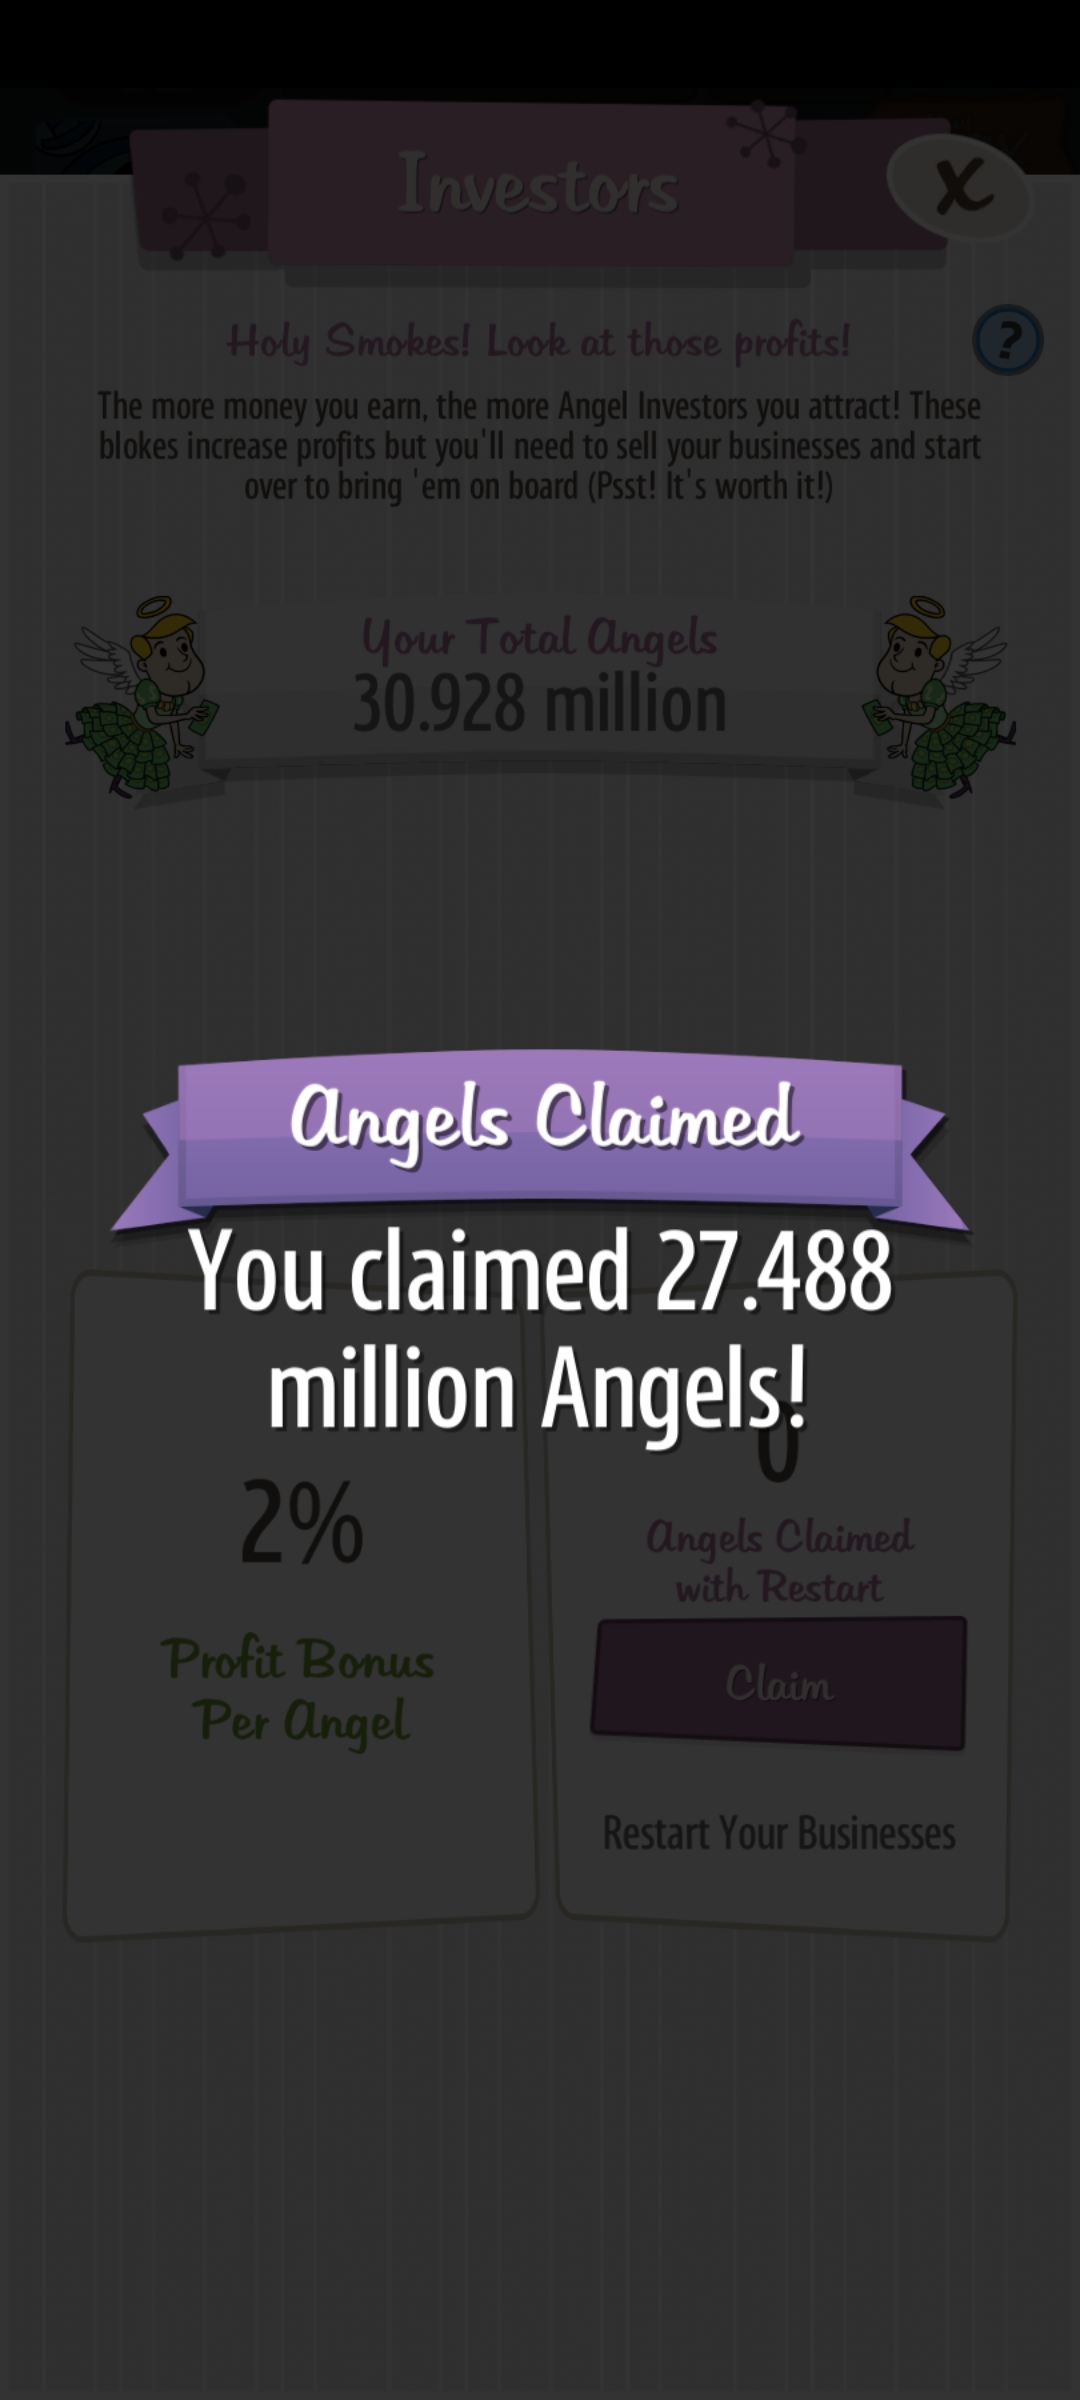 Investors
X
Holy Smokes! Look at those profits!
?
The more money you earn, the more Angel Investors you attract! These
blokes increase profits but you'll need to sell your businesses and start
over to bring 'em on board (Psst! It's worth it!)
Your Total Angels
30.928 million
Angels Claimed
You claimed 27.488
million Angels!
2%
Profit Bonus
Per Angel
0
Angels Claimed
with Restart
Claim
Restart Your Businesses